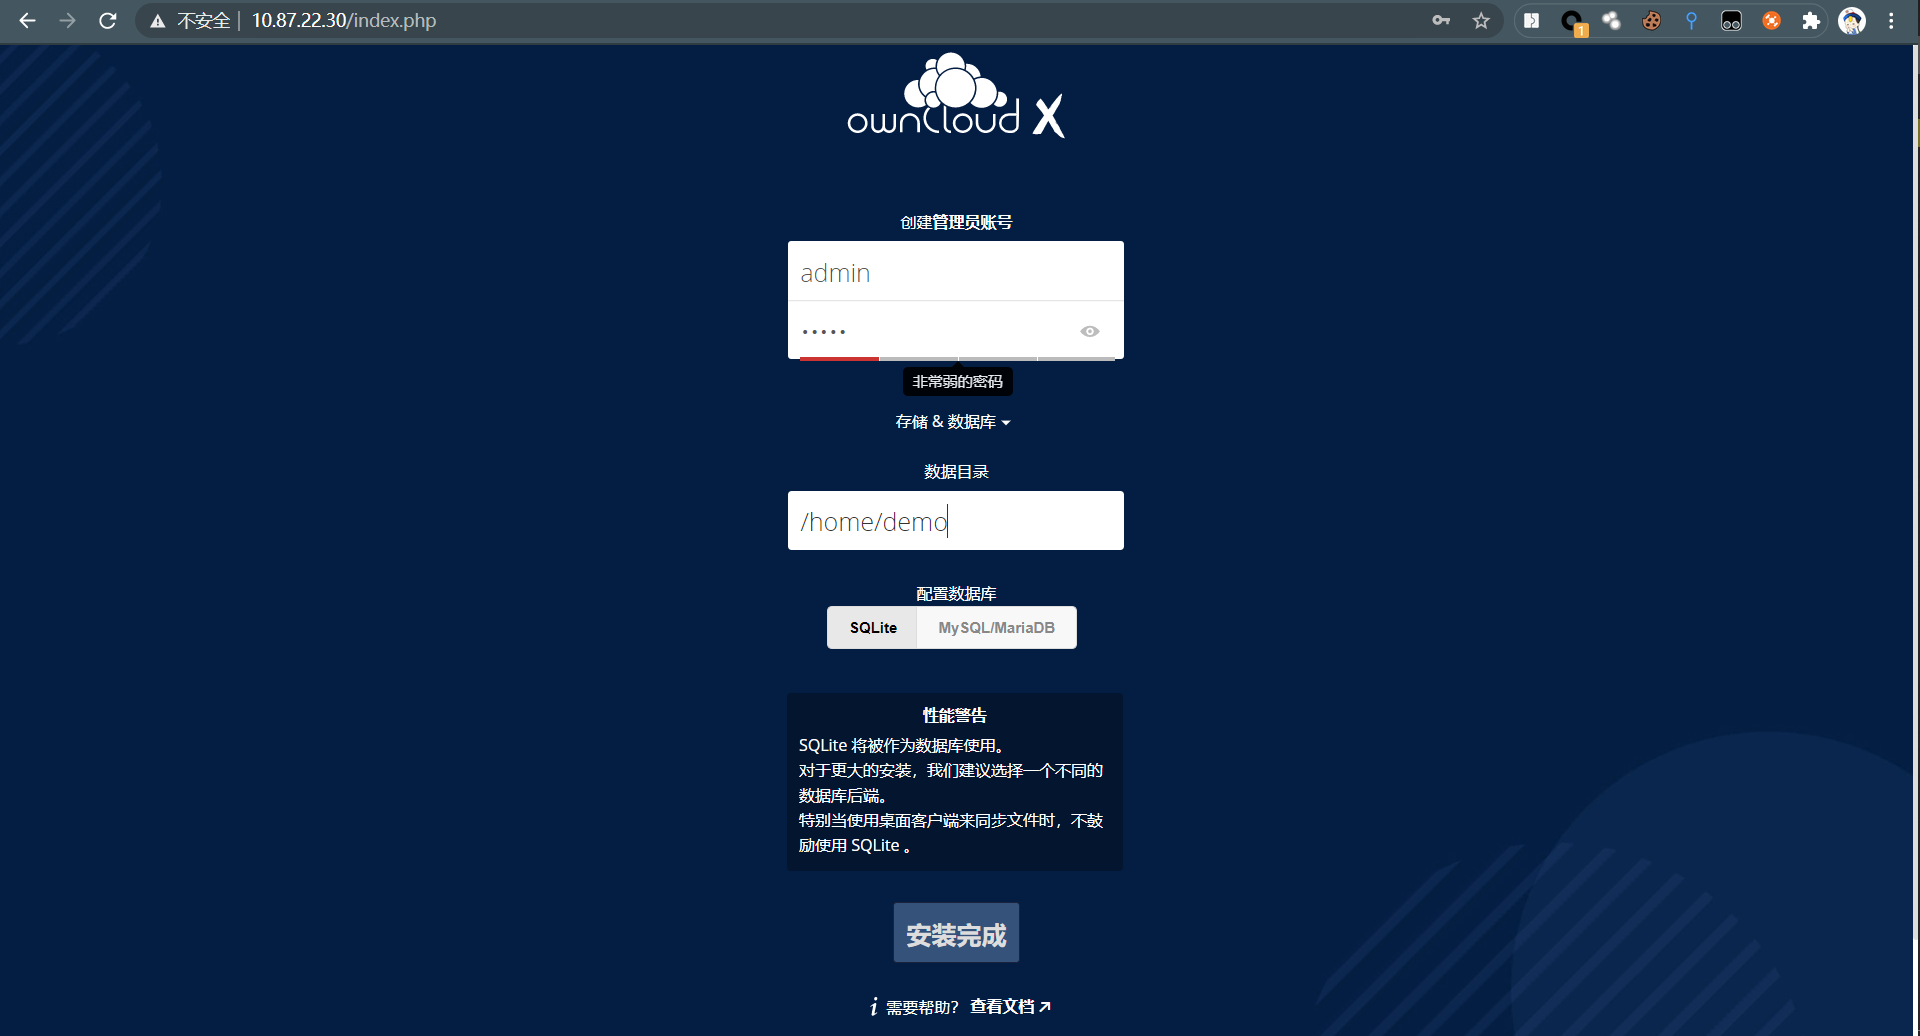 不安全 | 10.87.22.30/index.php
1
ownCloud X
创建管理员账号
admin
•••••
非常弱的密码
存储 & 数据库
数据目录
/home/demo
配置数据库
SQLite MySQL/MariaDB
性能警告
SQLite 将被作为数据库使用。
对于更大的安装，我们建议选择一个不同的
数据库后端。
特别当使用桌面客户端来同步文件时，不鼓
励使用 SQLite 。
安装完成
i 需要帮助？ 查看文档